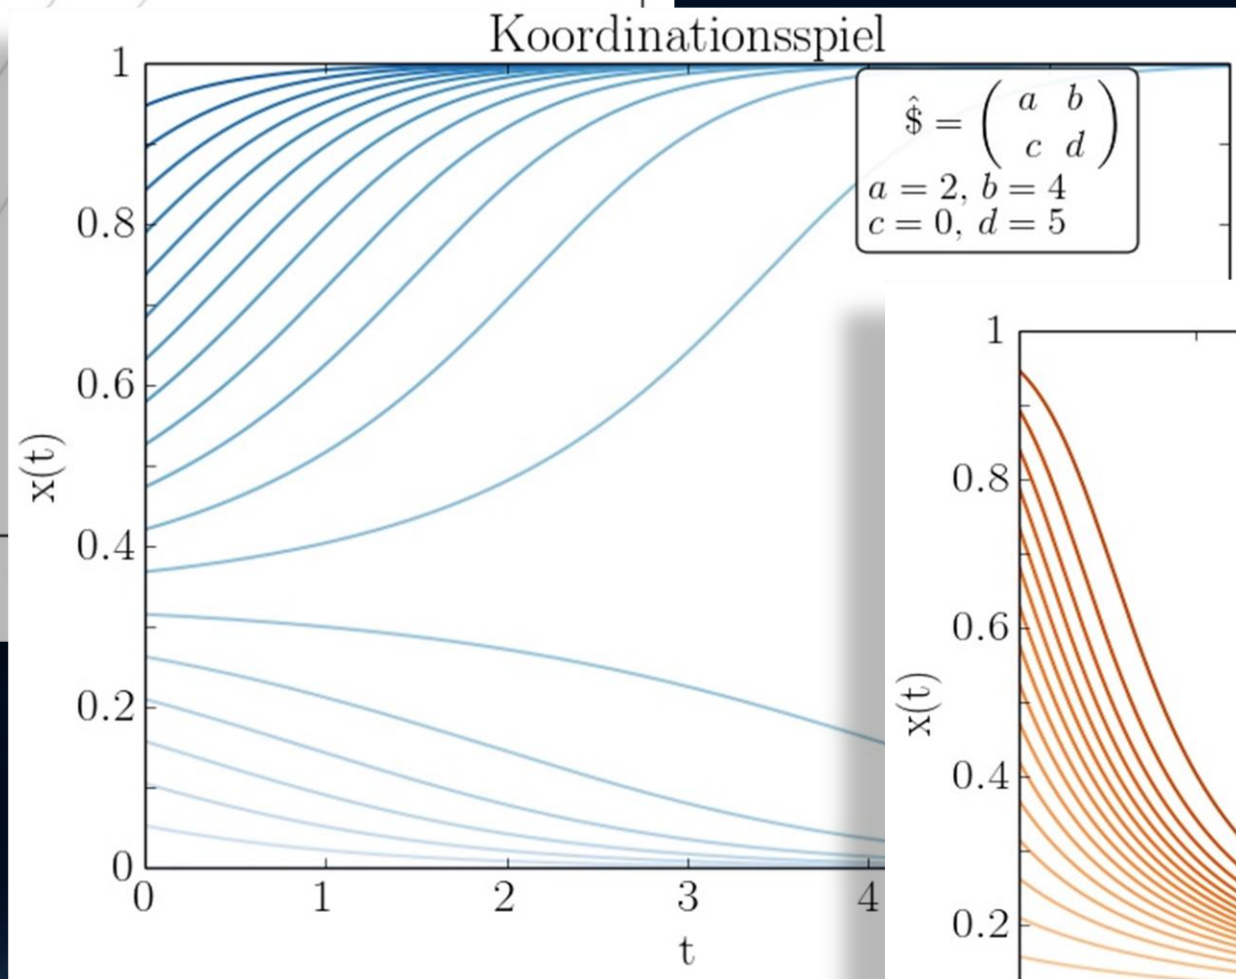 Koordinationsspiel
1
$̂ = ( a b
c d )
a = 2, b = 4
c = 0, d = 5
0.8
0.6
0.4
0.2
0
x(t)
0 1 2 3 4
t
1
0.8
0.6
0.4
0.2
x(t)